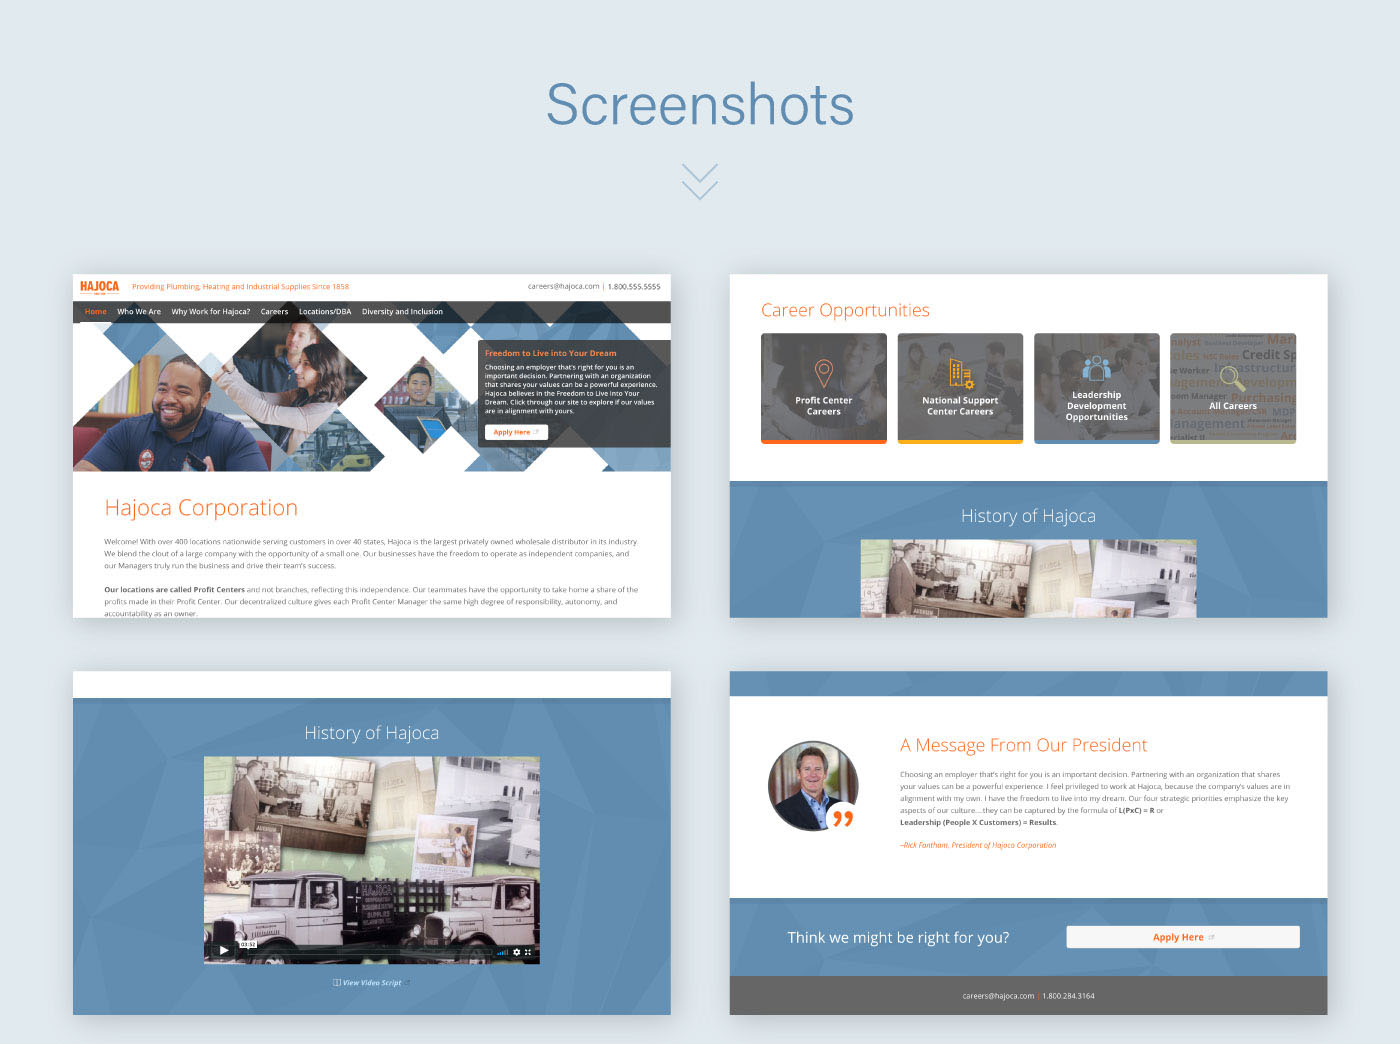 Screenshots
HAJOCA
Providing Plumbing, Heating and Industrial Supplies Since 1858
careers@hajoca.com | 1.800.555.5555
Home Who We Are Why Work for Hajoca? Careers Locations/DBA Diversity and Inclusion
Freedom to Live into Your Dream
Choosing an employer that's right for you is an
important decision. Partnering with an organization
that shares your values can be a powerful experience.
Hajoca believes in the Freedom to Live Into Your
Dream. Click through our site to explore if our values
are in alignment with yours.
Apply Here
Hajoca Corporation
Welcome! With over 400 locations nationwide serving customers in over 40 states, Hajoca is the largest privately owned wholesale distributor in its industry.
We blend the clout of a large company with the opportunity of a small one. Our businesses have the freedom to operate as independent companies, and
our Managers truly run the business and drive their team's success.
Our locations are called Profit Centers and not branches, reflecting this independence. Our teammates have the opportunity to take home a share of the
profits made in their Profit Center. Our decentralized culture gives each Profit Center Manager the same high degree of responsibility, autonomy, and
accountability as an owner.
Career Opportunities
Profit Center
Careers
National Support
Center Careers
Leadership
Development
Opportunities
All Careers
History of Hajoca
History of Hajoca
HAJOCA
03:52
View Video Script
A Message From Our President
Choosing an employer that's right for you is an important decision. Partnering with an organization that shares
your values can be a powerful experience. I feel privileged to work at Hajoca, because the company's values are in
alignment with my own. I have the freedom to live into my dream. Our four strategic priorities emphasize the key
aspects of our culture....they can be captured by the formula of L(PxC) = R or
Leadership (People X Customers) = Results.
–Rick Fantham, President of Hajoca Corporation
Think we might be right for you?
Apply Here
careers@hajoca.com | 1.800.284.3164